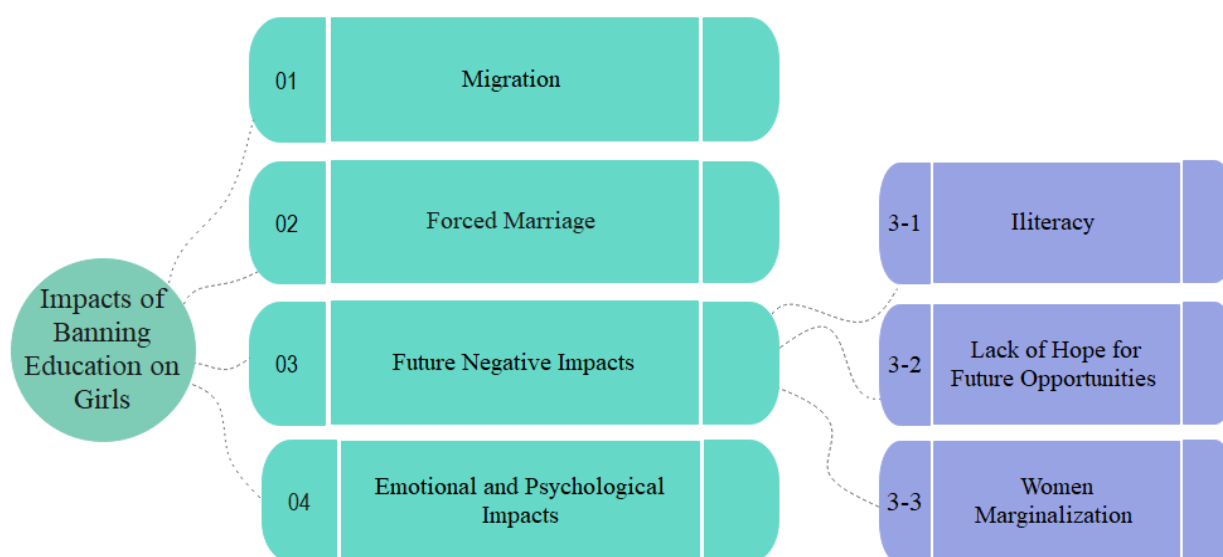 Impacts of
Banning
Education on
Girls
01
Migration
02
Forced Marriage
03
Future Negative Impacts
04
Emotional and Psychological
Impacts
3-1
Iliteracy
3-2
Lack of Hope for
Future Opportunities
3-3
Women
Marginalization